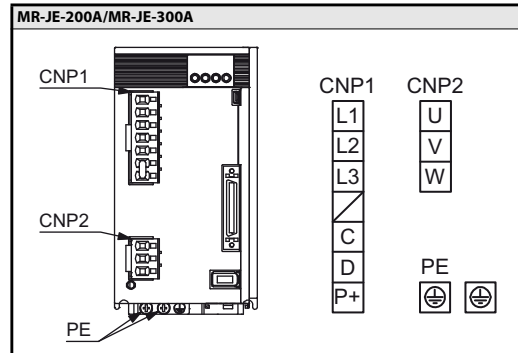 MR-JE-200A/MR-JE-300A
CNP1
CNP2
PE
CNP1
L1
L2
L3
C
D
P+
CNP2
U
V
W
PE